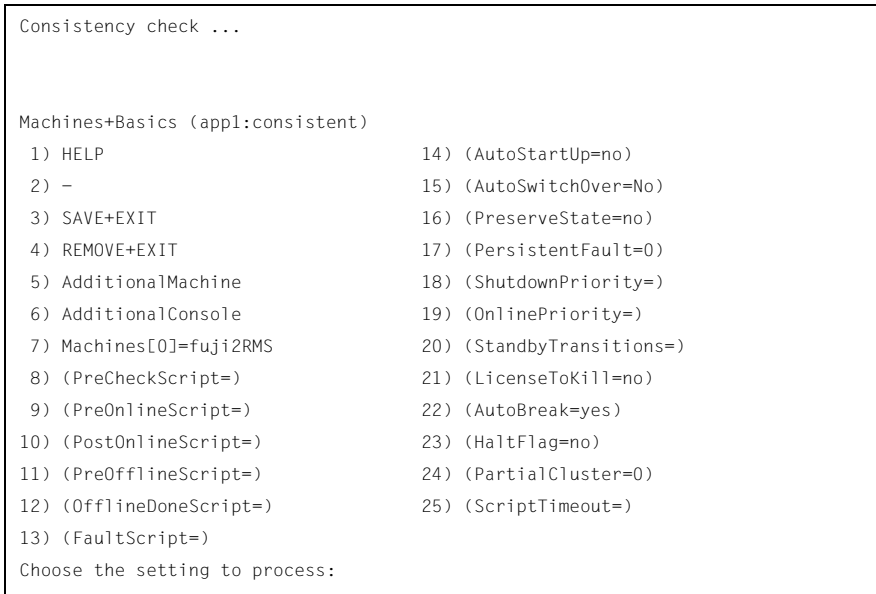 Consistency check ...
Machines+Basics (app1:consistent)
1) HELP 14) (AutoStartUp=no)
2) - 15) (AutoSwitchOver=No)
3) SAVE+EXIT 16) (PreserveState=no)
4) REMOVE+EXIT 17) (PersistentFault=0)
5) AdditionalMachine 18) (ShutdownPriority=)
6) AdditionalConsole 19) (OnlinePriority=)
7) Machines[0]=fuji2RMS 20) (StandbyTransitions=)
8) (PreCheckScript=) 21) (LicenseToKill=no)
9) (PreOnlineScript=) 22) (AutoBreak=yes)
10) (PostOnlineScript=) 23) (HaltFlag=no)
11) (PreOfflineScript=) 24) (PartialCluster=0)
12) (OfflineDoneScript=) 25) (ScriptTimeout=)
13) (FaultScript=)
Choose the setting to process: